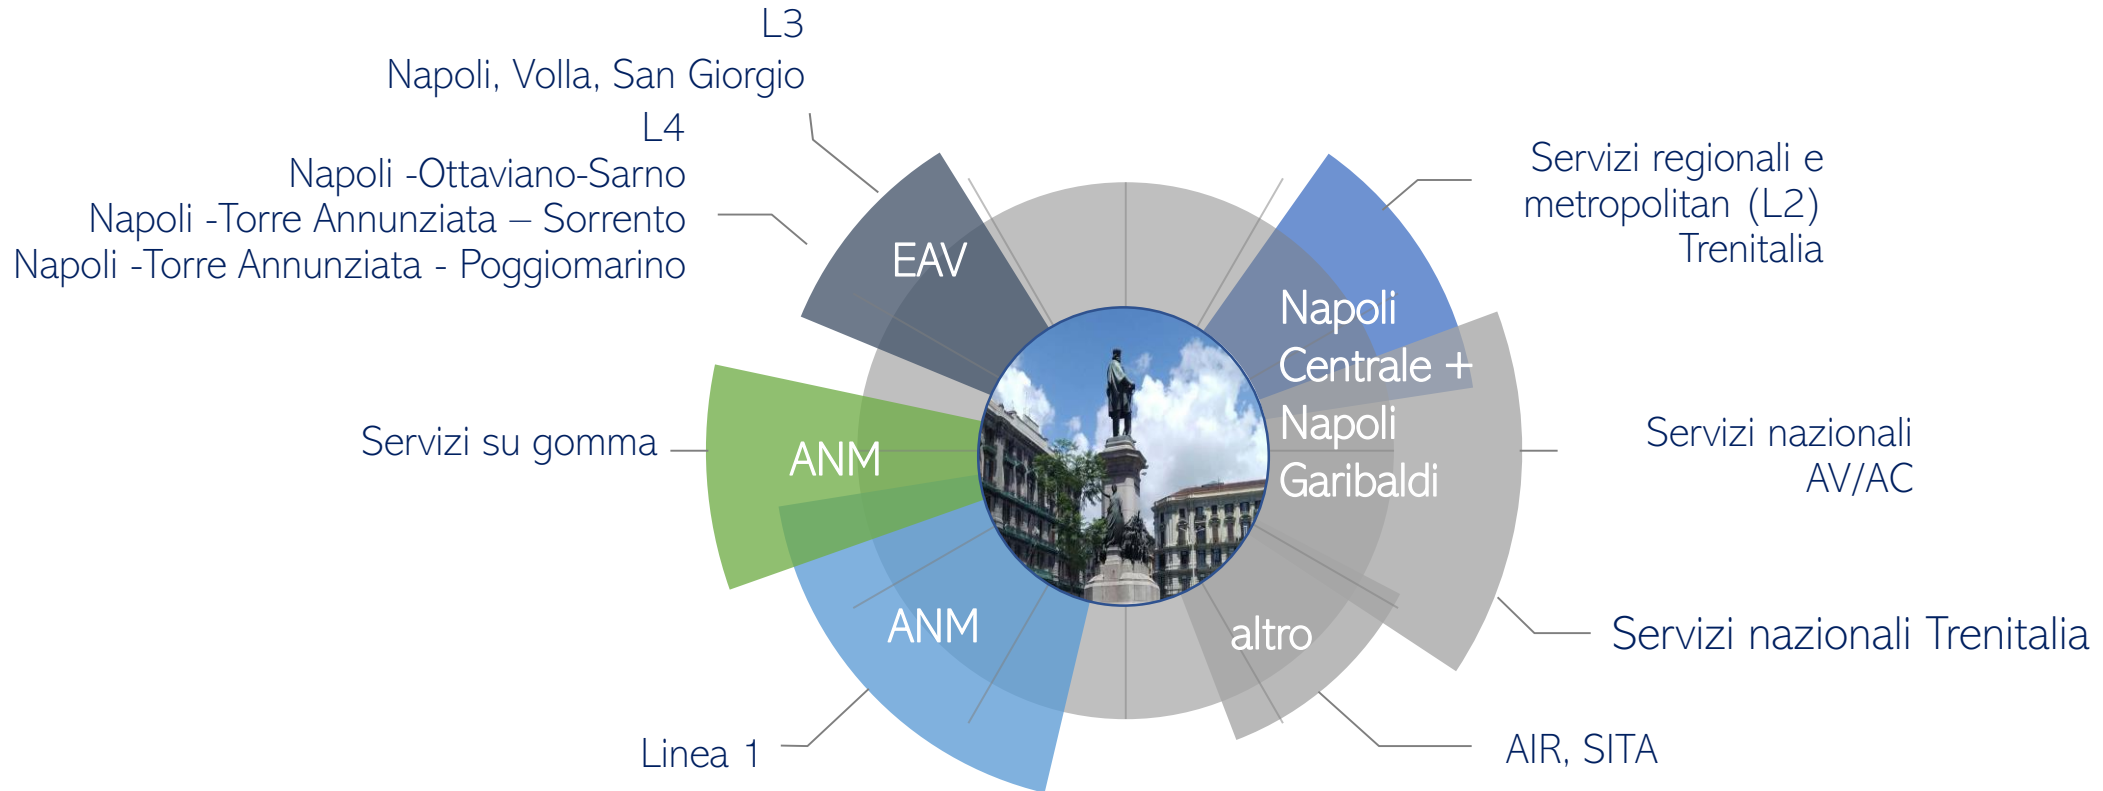 L3
Napoli, Volla, San Giorgio
L4
Napoli -Ottaviano-Sarno
Napoli -Torre Annunziata – Sorrento
Napoli -Torre Annunziata - Poggiomarino
EAV
Servizi su gomma
ANM
ANM
Linea 1
Servizi regionali e
metropolitan (L2)
Trenitalia
Napoli
Centrale +
Napoli
Garibaldi
Servizi nazionali
AV/AC
Servizi nazionali Trenitalia
altro
AIR, SITA